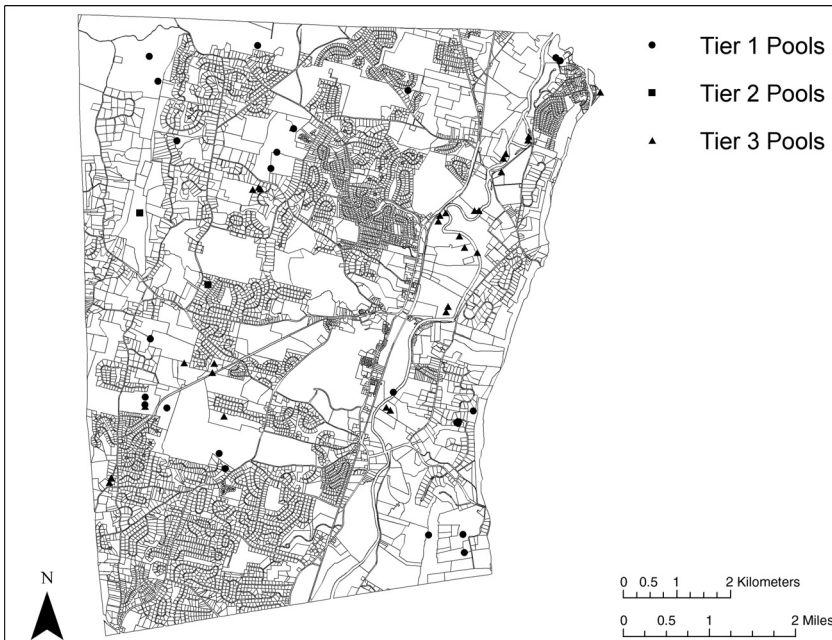 Tier 1 Pools
Tier 2 Pools
Tier 3 Pools
N
0 0.5 1 2 Kilometers
0 0.5 1 2 Miles